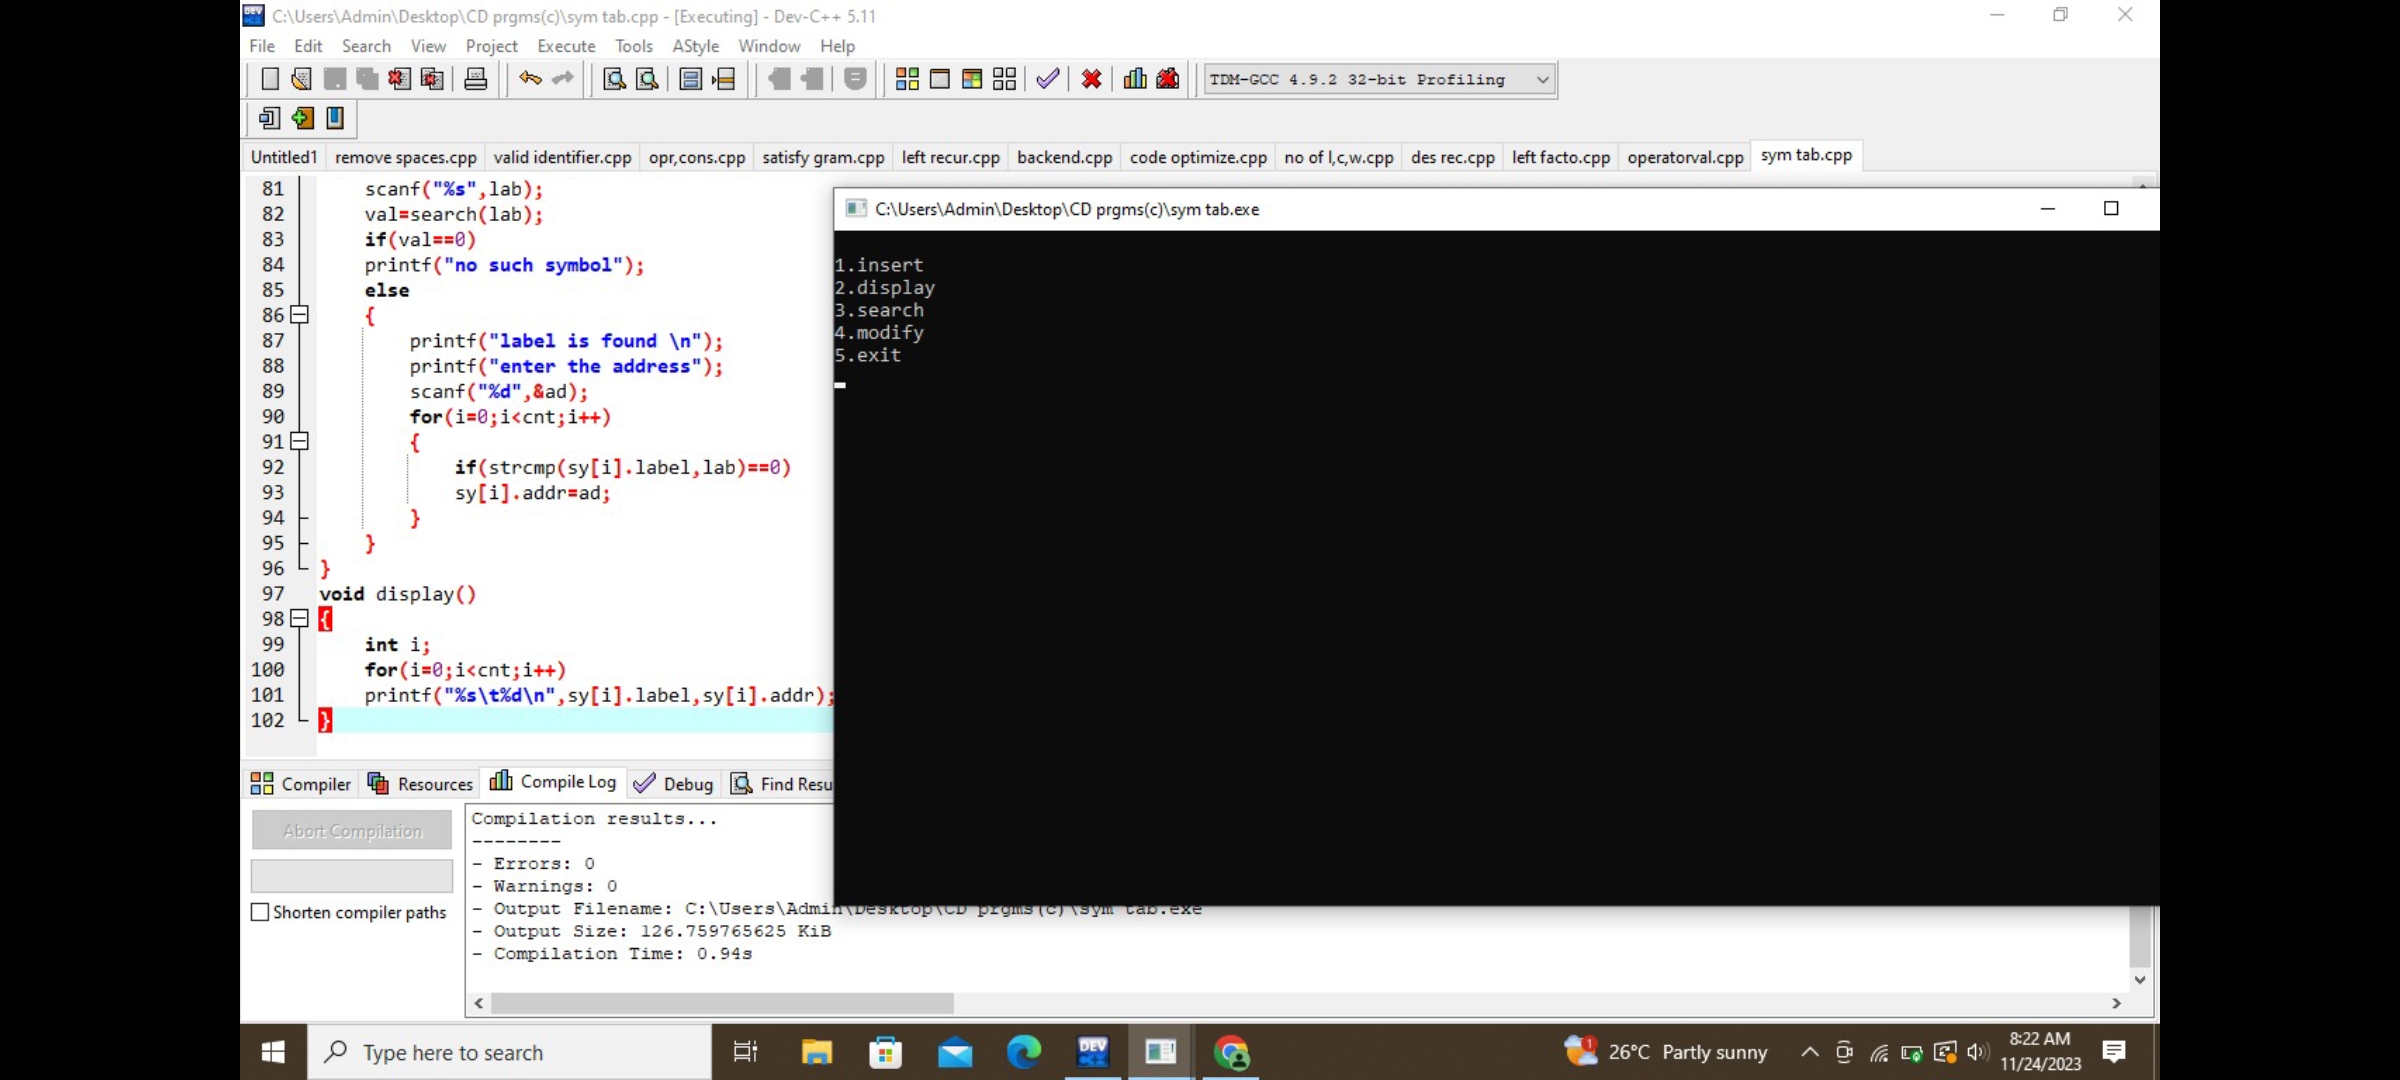 C:\Users\Admin\Desktop\CD prgms(c)\sym tab.cpp - [Executing] - Dev-C++ 5.11
File Edit Search View Project Execute Tools AStyle Window Help
TDM-GCC 4.9.2 32-bit Profiling
Untitled1 remove spaces.cpp valid identifier.cpp opr,cons.cpp satisfy gram.cpp left recur.cpp backend.cpp code optimize.cpp no of l,c,w.cpp des rec.cpp left facto.cpp operatorval.cpp sym tab.cpp
81 scanf("%s",lab);
82 val=search(lab);
83 if(val==0)
84 printf("no such symbol");
85 else
86 {
87 printf("label is found \n");
88 printf("enter the address");
89 scanf("%d",&ad);
90 for(i=0;i<cnt;i++)
91 {
92 if(strcmp(sy[i].label,lab)==0)
93 sy[i].addr=ad;
94 }
95 }
96 }
97 void display()
98 {
99 int i;
100 for(i=0;i<cnt;i++)
101 printf("%s\t%d\n",sy[i].label,sy[i].addr);
102 }
C:\Users\Admin\Desktop\CD prgms(c)\sym tab.exe
1.insert
2.display
3.search
4.modify
5.exit
Compiler Resources Compile Log Debug Find Resu
Abort Compilation
Shorten compiler paths
Compilation results...
--------
- Errors: 0
- Warnings: 0
- Output Filename: C:\Users\Admin\Desktop\CD prgms(c)\sym tab.exe
- Output Size: 126.759765625 KiB
- Compilation Time: 0.94s
Type here to search
DEV C++
1
26°C Partly sunny
8:22 AM
11/24/2023